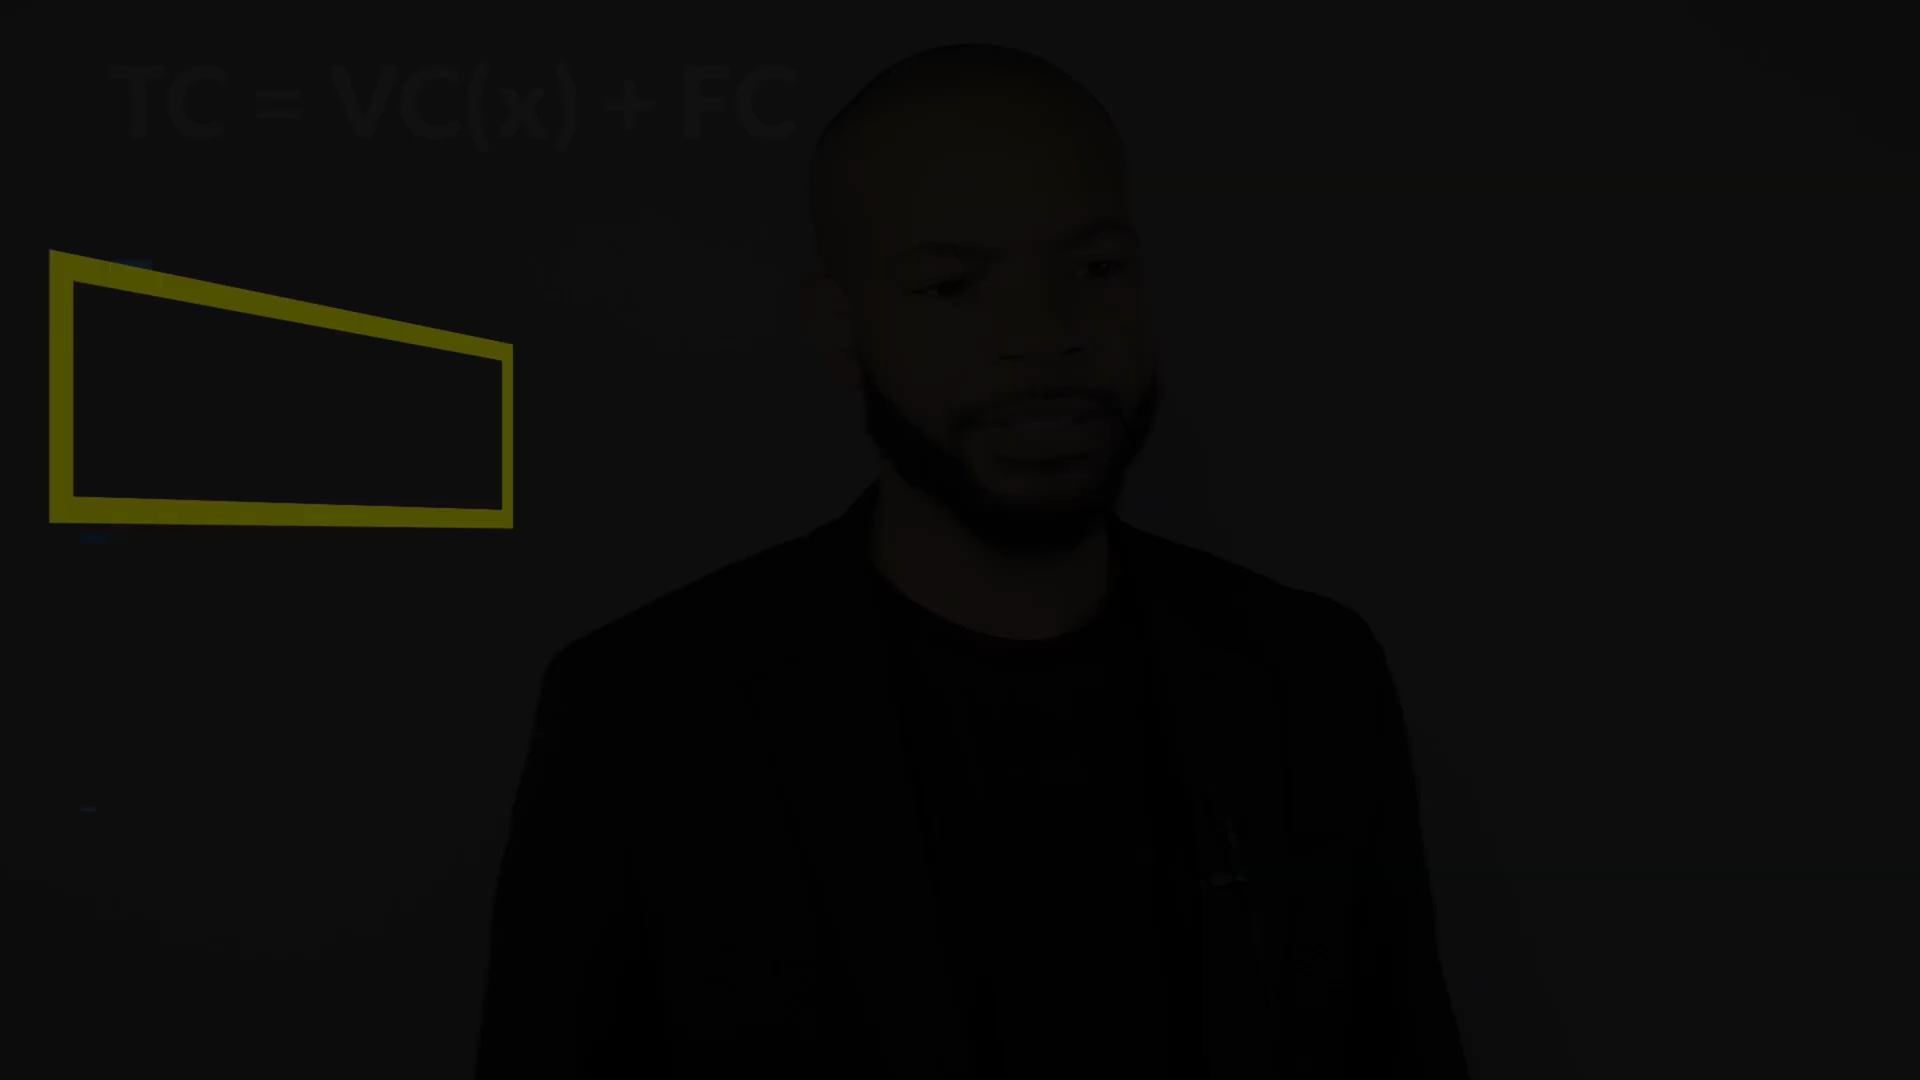 TC = VC(x) + FC